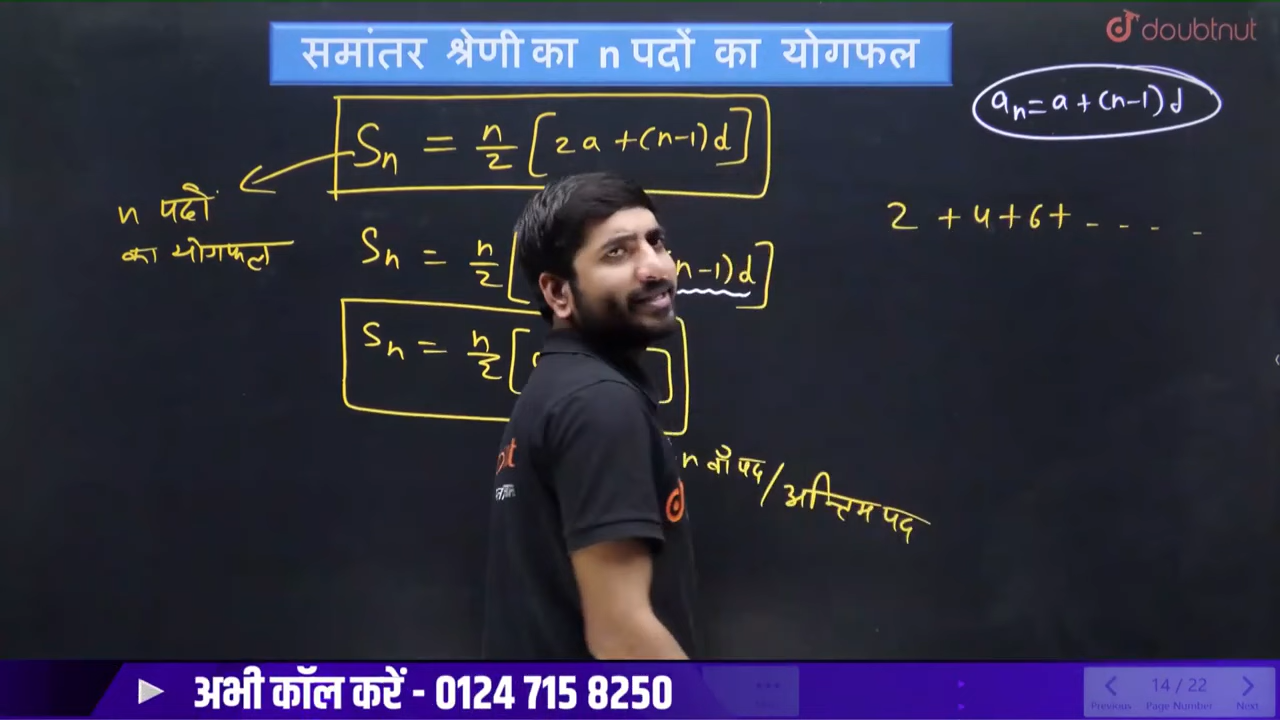 doubtnut
समांतर श्रेणी का n पदों का योगफल
aₙ = a + (n-1) d
Sₙ = n/2 [2a + (n-1) d]
n पदों
का योगफल
2 + 4 + 6 + - - - -
Sₙ = n/2 [ n-1) d]
Sₙ = n/2 [ ]
n वाँ पद / अन्तिम पद
अभी कॉल करें - 0124 715 8250
14 / 22
Previous Page Number Next